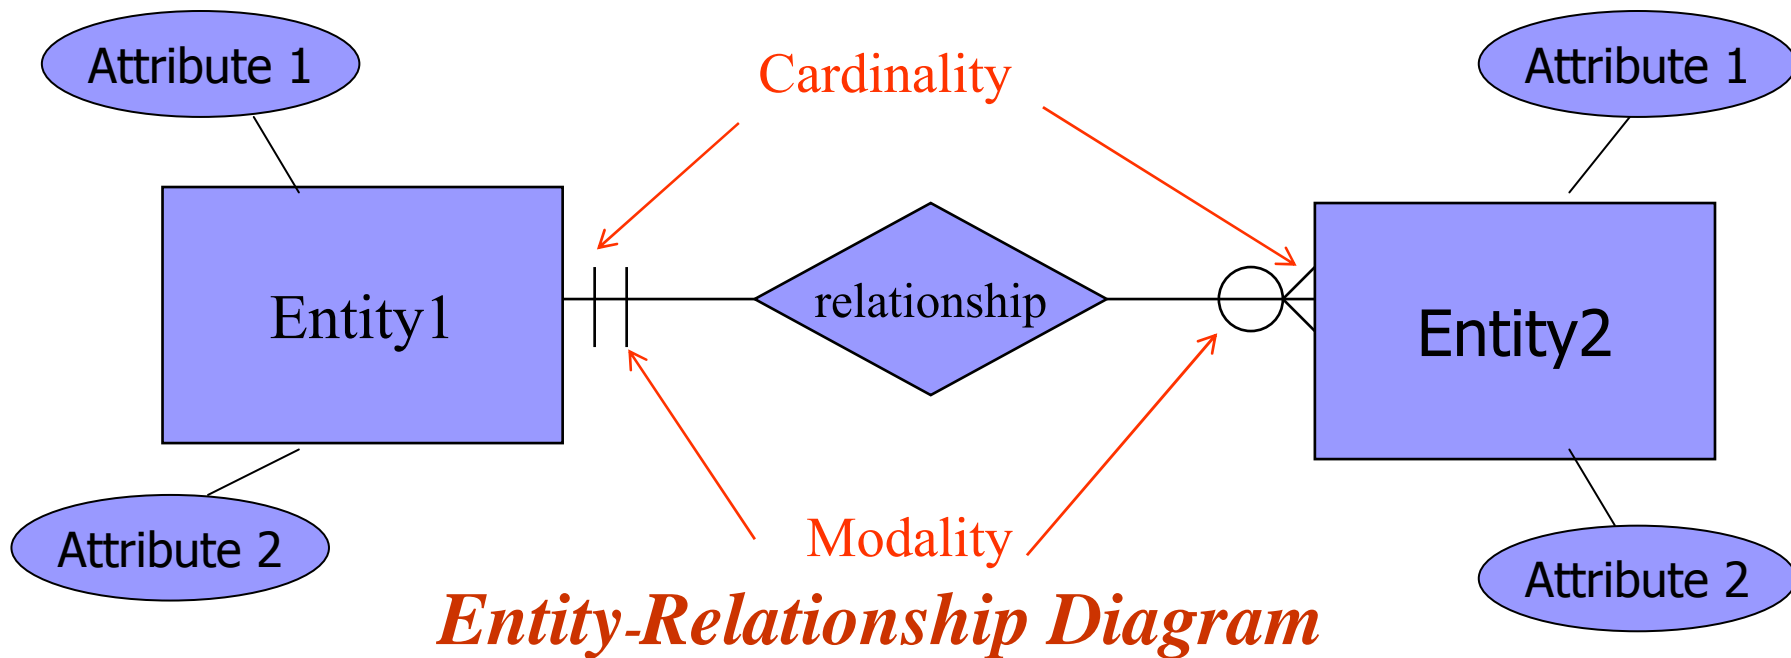 Attribute 1
Cardinality
Attribute 1
Entity1
relationship
Entity2
Attribute 2
Modality
Attribute 2
Entity-Relationship Diagram